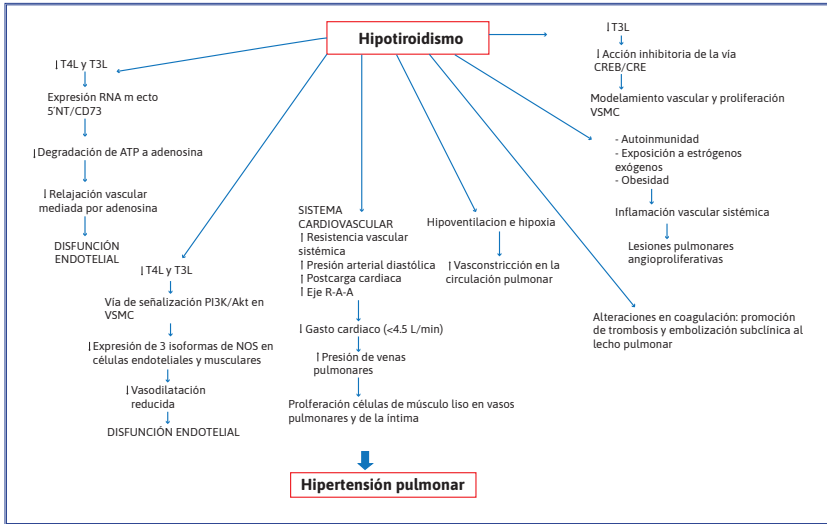 Hipotiroidismo
↓T4L y T3L
Expresión RNA m ecto
5´NT/CD73
↓Degradación de ATP a adenosina
↓Relajación vascular
mediada por adenosina
DISFUNCIÓN
ENDOTELIAL
↓T4L y T3L
Vía de señalización PI3K/Akt en
VSMC
↓Expresión de 3 isoformas de NOS en
células endoteliales y musculares
↓Vasodilatación
reducida
DISFUNCIÓN ENDOTELIAL
SISTEMA
CARDIOVASCULAR
↑Resistencia vascular
sistémica
↑Presión arterial diastólica
↑Postcarga cardiaca
↑Eje R-A-A
↓Gasto cardiaco (<4.5 L/min)
↑Presión de venas
pulmonares
Prolferación células de músculo liso en vasos
pulmonares y de la íntima
Hipoventilacion e hipoxia
↑Vasconstricción en la
circulación pulmonar
↓T3L
↓Acción inhibitoria de la vía
CREB/CRE
Modelamiento vascular y proliferación
VSMC
- Autoinmunidad
- Exposición a estrógenos
exógenos
- Obesidad
Inflamación vascular sistémica
Lesiones pulmonares
angioproliferativas
Alteraciones en coagulación: promoción
de trombosis y embolización subclínica al
lecho pulmonar
Hipertensión pulmonar